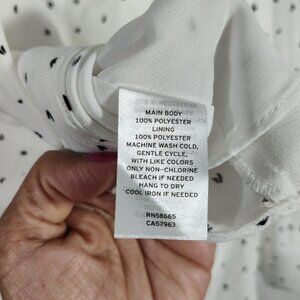 MAIN BODY
100% POLYESTER
LINING
100% POLYESTER
MACHINE WASH COLD,
GENTLE CYCLE,
WITH LIKE COLORS
ONLY NON-CHLORINE
BLEACH IF NEEDED
HANG TO DRY
COOL IRON IF NEEDED
RN58665
CA57963